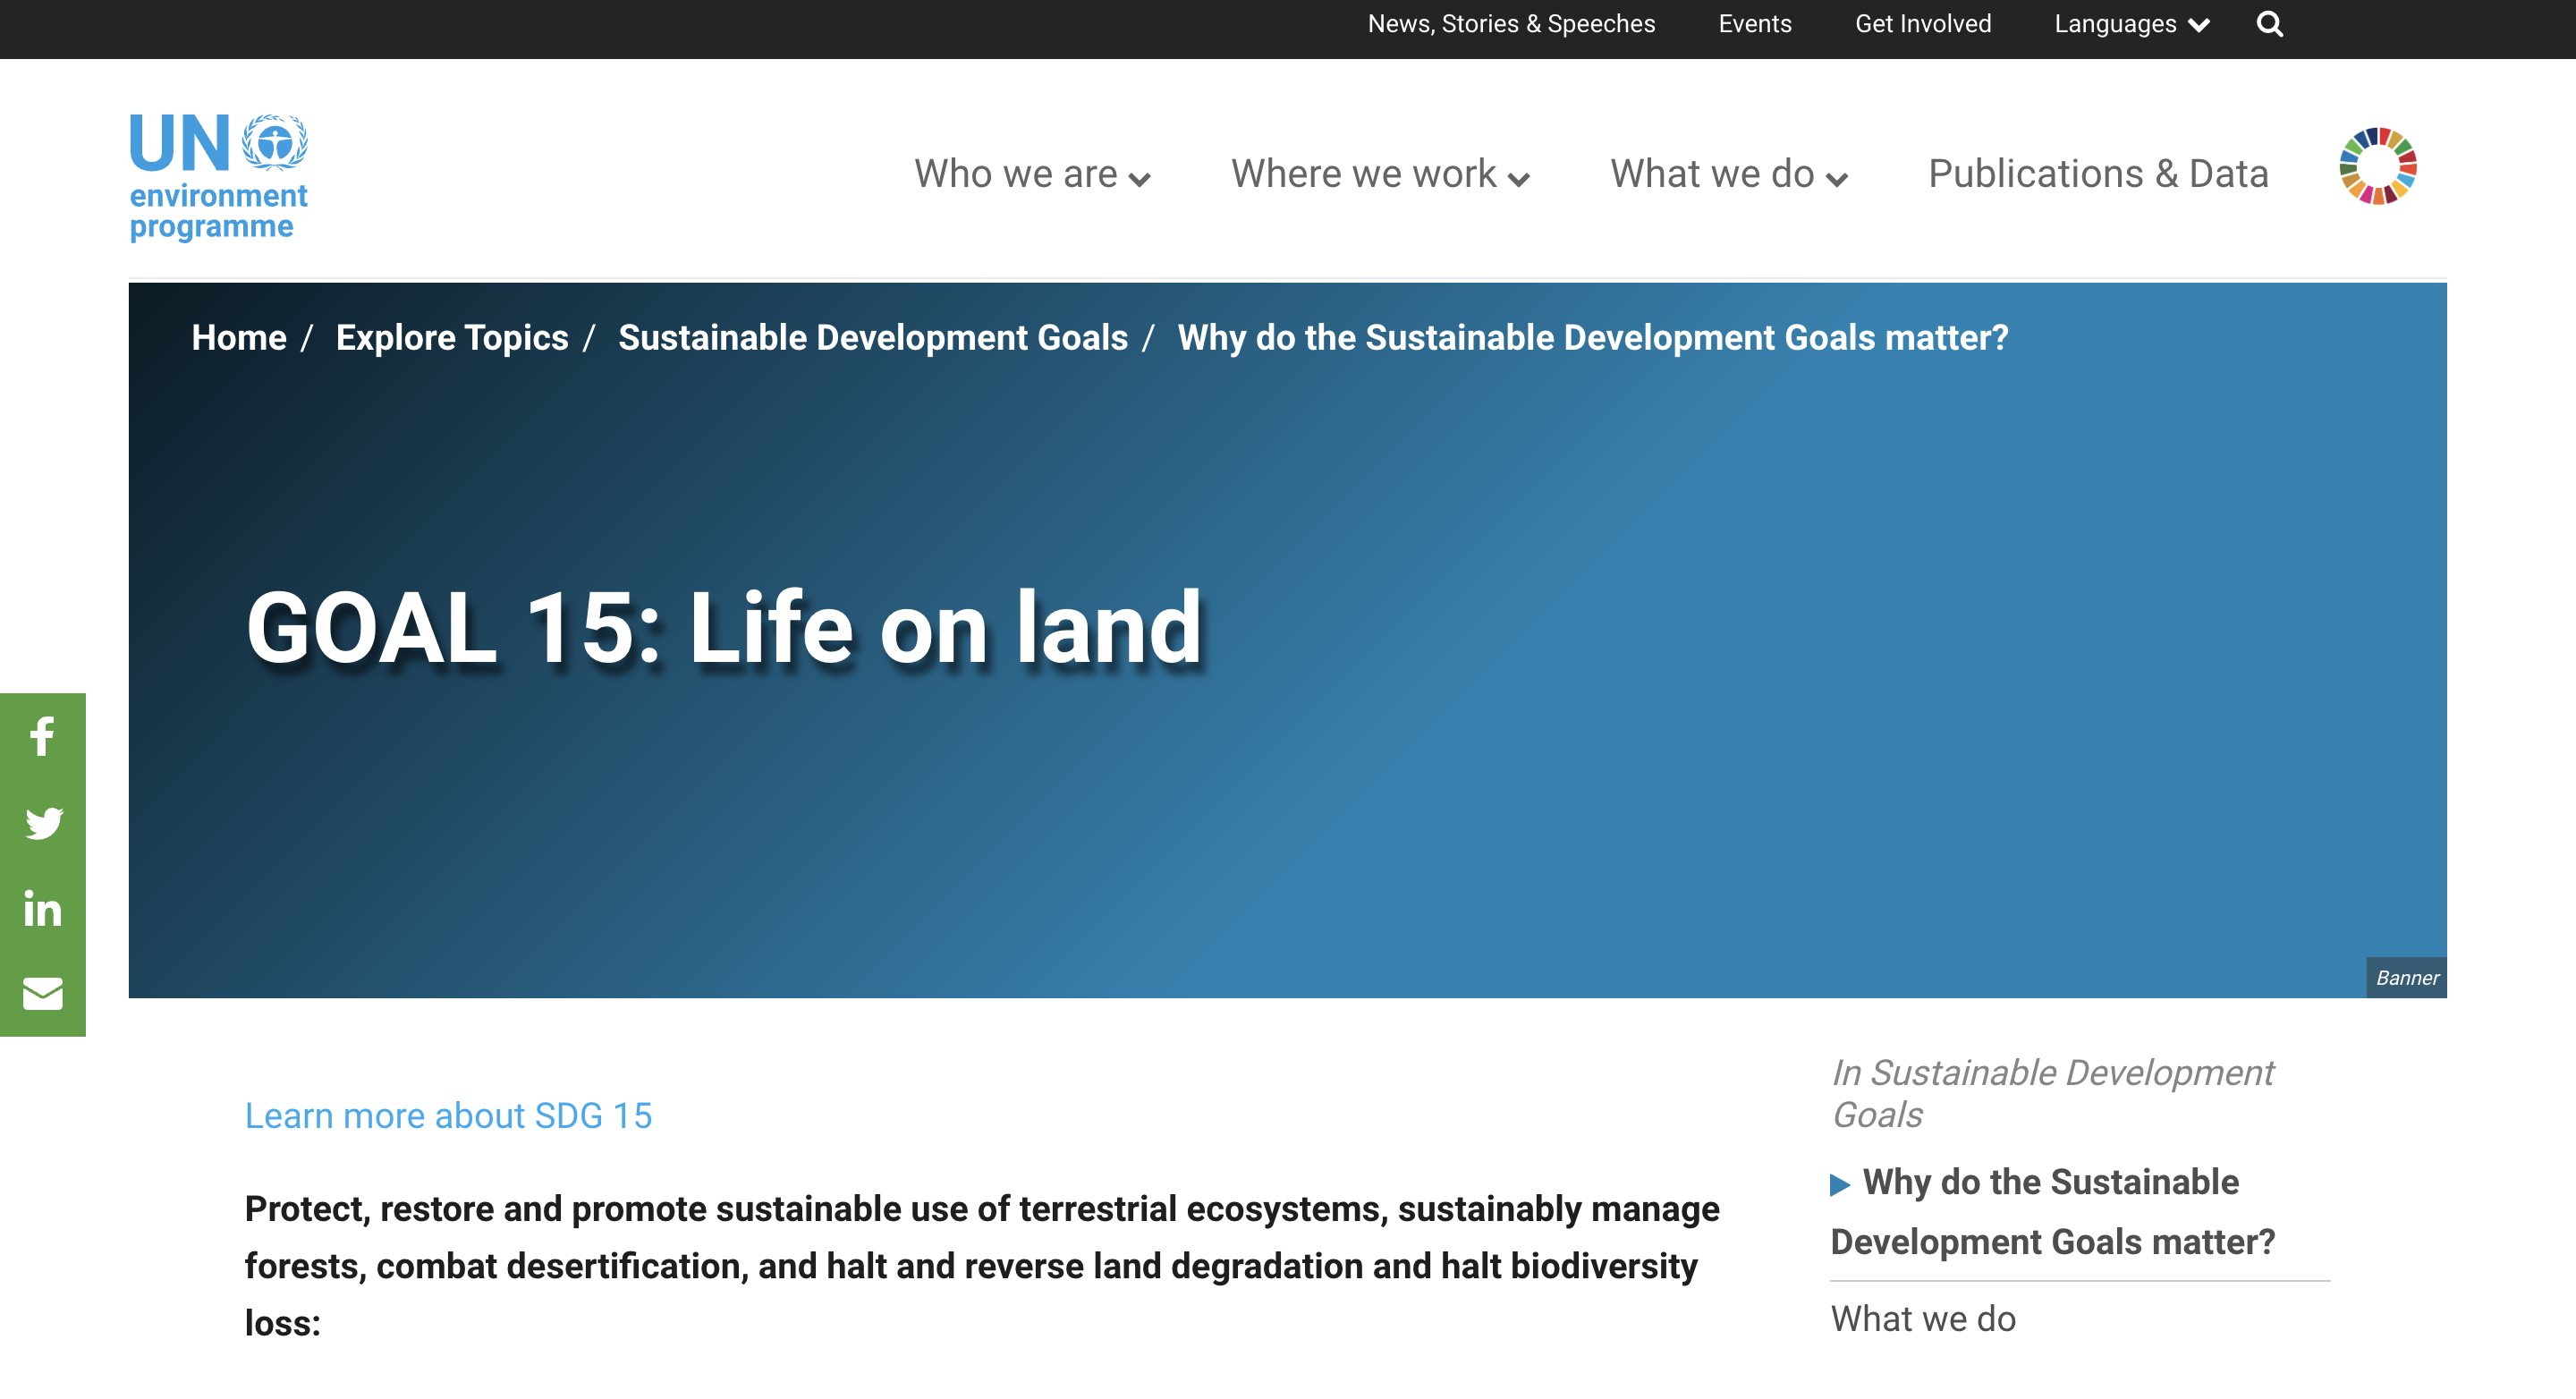 News, Stories & Speeches Events Get Involved Languages
UN
environment
programme
Who we are Where we work What we do Publications & Data
Home / Explore Topics / Sustainable Development Goals / Why do the Sustainable Development Goals matter?
GOAL 15: Life on land
Banner
Learn more about SDG 15
Protect, restore and promote sustainable use of terrestrial ecosystems, sustainably manage
forests, combat desertification, and halt and reverse land degradation and halt biodiversity
loss:
In Sustainable Development
Goals
Why do the Sustainable
Development Goals matter?
What we do